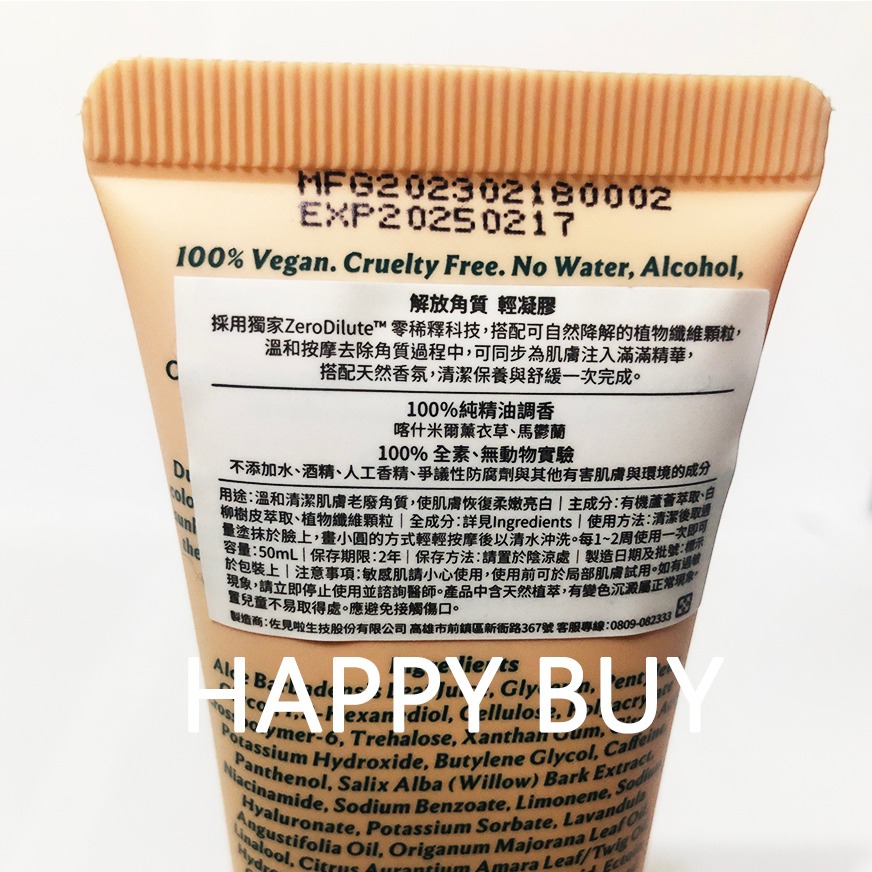 MFG202302180002
EXP20250217
100% Vegan. Cruelty Free. No Water, Alcohol,
解放角質 輕凝膠
採用獨家ZeroDilute™ 零稀釋科技，搭配可自然降解的植物纖維顆粒，
溫和按摩去除角質過程中，可同步為肌膚注入滿滿精華，
搭配天然香氛，清潔保養與舒緩一次完成。
100%純精油調香
喀什米爾薰衣草、馬鬱蘭
100% 全素、無動物實驗
不添加水、酒精、人工香精、爭議性防腐劑與其他有害肌膚與環境的成分
用途：溫和清潔肌膚老廢角質，使肌膚恢復柔嫩亮白｜主成分：有機蘆薈萃取、白
柳樹皮萃取、植物纖維顆粒｜全成分：詳見Ingredients｜使用方法：清潔後取適
量塗抹於臉上，畫小圓的方式輕輕按摩後以清水沖洗。每1~2周使用一次即可
容量：50mL｜保存期限：2年｜保存方法：請置於陰涼處｜製造日期及批號：標示
於包裝上｜注意事項：敏感肌請小心使用，使用前可於局部肌膚試用。如有過敏
現象，請立即停止使用並諮詢醫師。產品中含天然植萃，有變色沉澱屬正常現象。
置兒童不易取得處。應避免接觸傷口。
製造商：佐見啦生技股份有限公司 高雄市前鎮區新衙路367號 客服專線：0809-082333
Ingredients
HAPPY BUY
Aloe Barbadensis Leaf Juice, Glycerin,
Hexanediol, Cellulose,
Trehalose, Xanthan Gum,
Potassium Hydroxide, Butylene Glycol, Caffeine,
Panthenol, Salix Alba (Willow) Bark Extract,
Niacinamide, Sodium Benzoate, Limonene, Sodium
Hyaluronate, Potassium Sorbate, Lavandula
Angustifolia Oil, Origanum Majorana Leaf Oil,
Linalool, Citrus Aurantium Amara Leaf/Twig Oil,